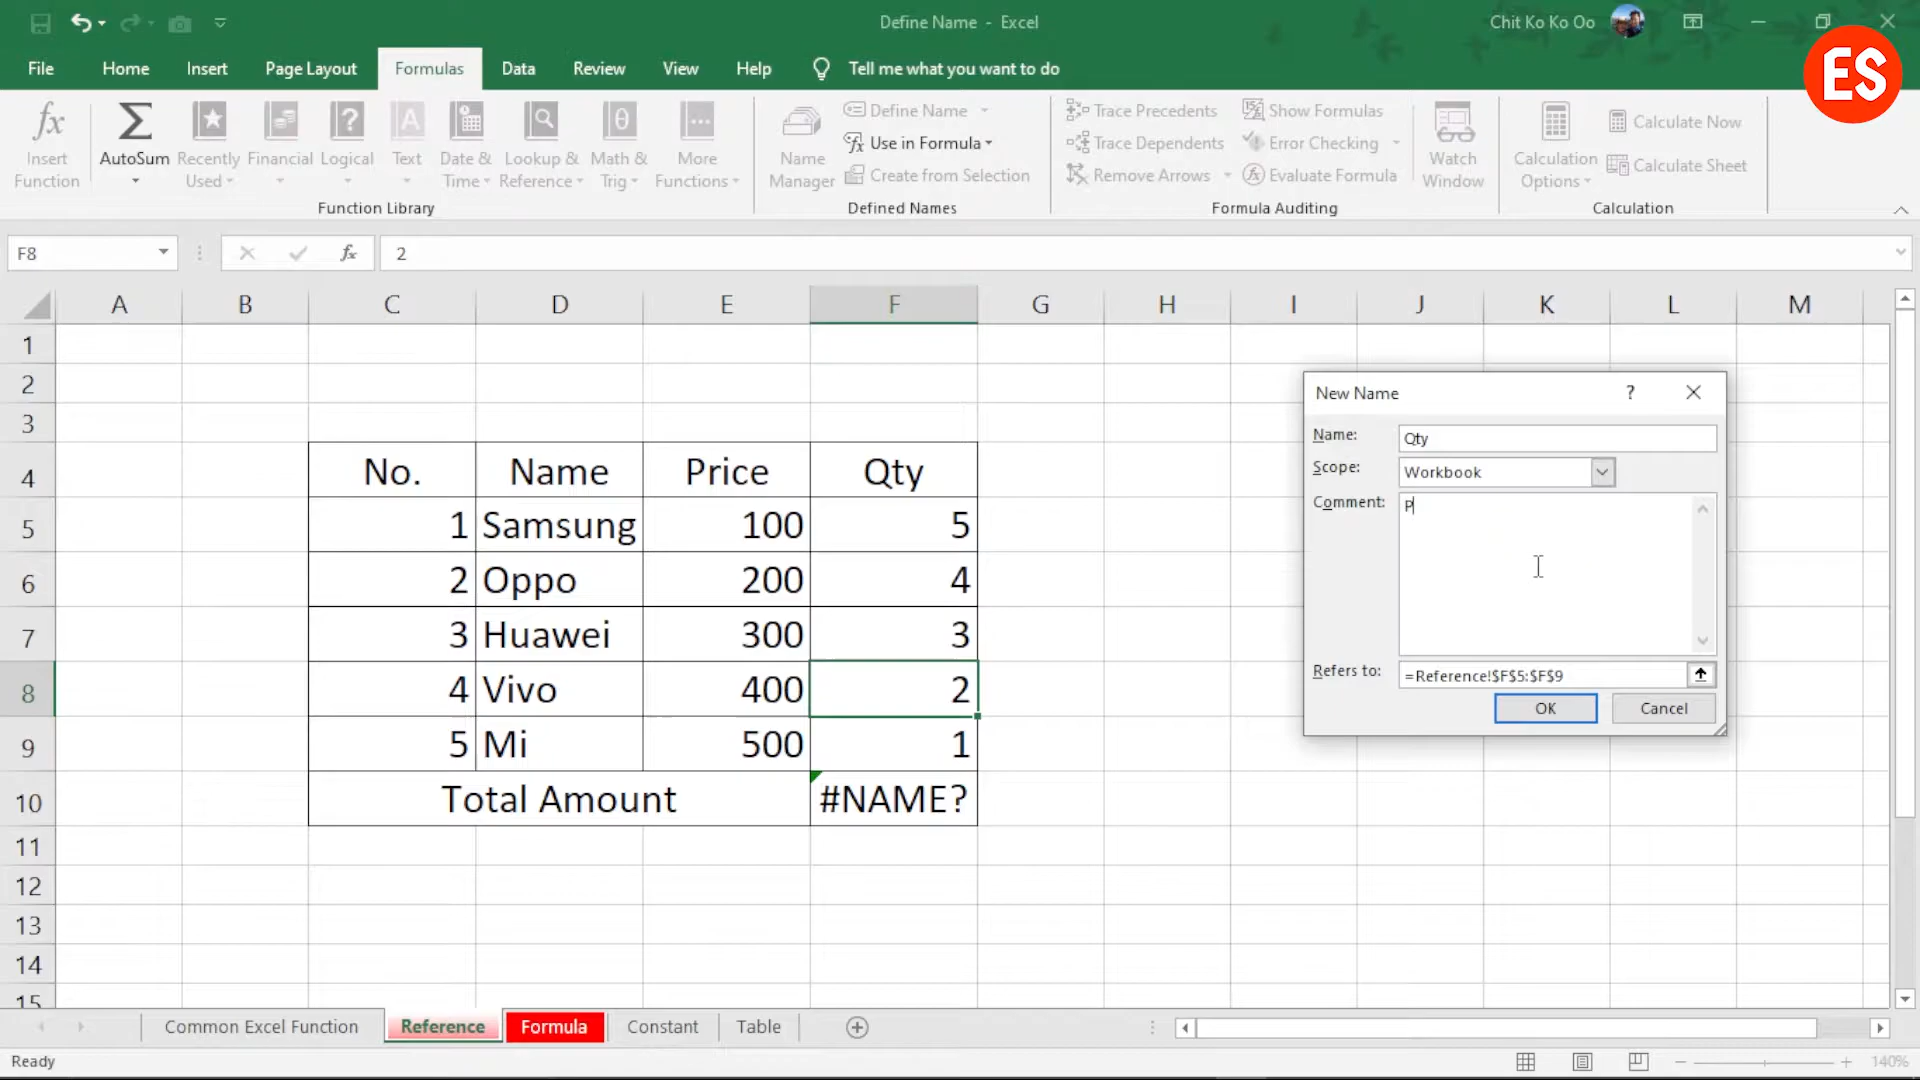 Define Name - Excel
Chit Ko Ko Oo
ES
File Home Insert Page Layout Formulas Data Review View Help Tell me what you want to do
Insert Function
AutoSum
Recently Used
Financial
Logical
Text
Date & Time
Lookup & Reference
Math & Trig
More Functions
Function Library
Name Manager
Define Name
Use in Formula
Create from Selection
Defined Names
Trace Precedents
Trace Dependents
Remove Arrows
Show Formulas
Error Checking
Evaluate Formula
Formula Auditing
Watch Window
Calculation Options
Calculate Now
Calculate Sheet
Calculation
F8 fx 2
A B C D E F G H I J K L M
1
2
3
4 No. Name Price Qty
5 1 Samsung 100 5
6 2 Oppo 200 4
7 3 Huawei 300 3
8 4 Vivo 400 2
9 5 Mi 500 1
10 Total Amount #NAME?
11
12
13
14
15
New Name ?
Name: Qty
Scope: Workbook
Comment: P
Refers to: =Reference!$F$5:$F$9
OK Cancel
Common Excel Function Reference Formula Constant Table
Ready
140%